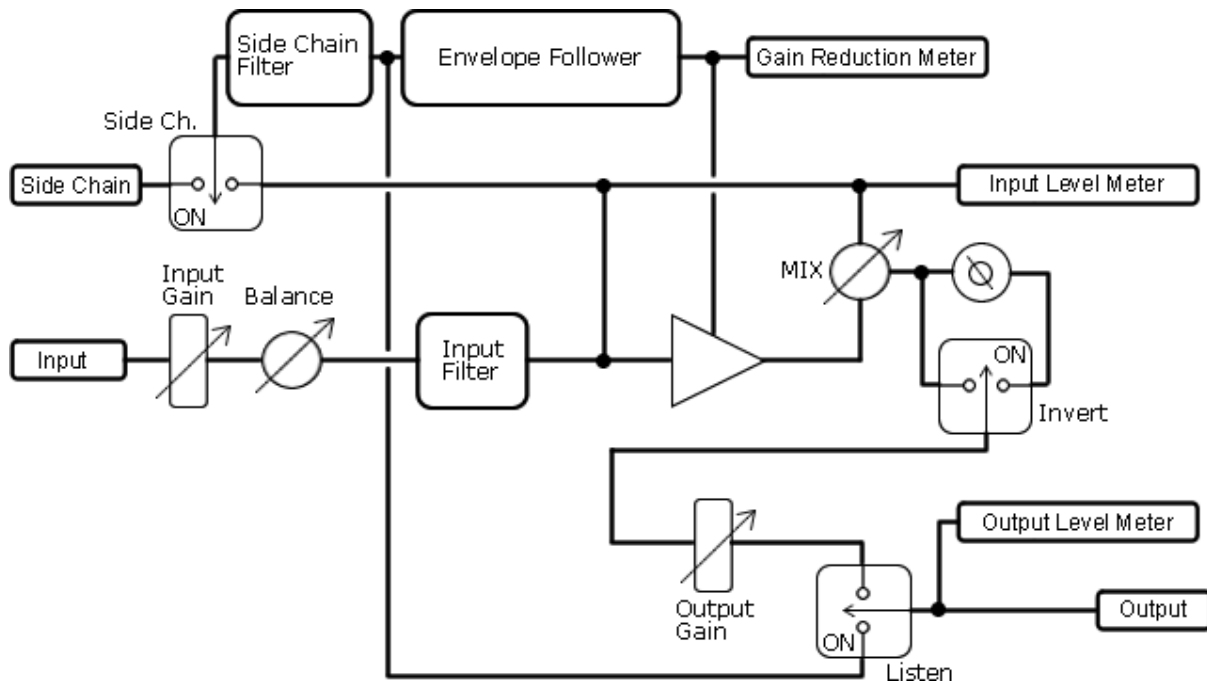 Side Chain
Filter
Envelope Follower
Gain Reduction Meter
Side Ch.
Side Chain
ON
Input Level Meter
MIX
Input
Gain
Balance
Input
Input
Filter
ON
Invert
Output Level Meter
Output
Gain
ON
Output
Listen